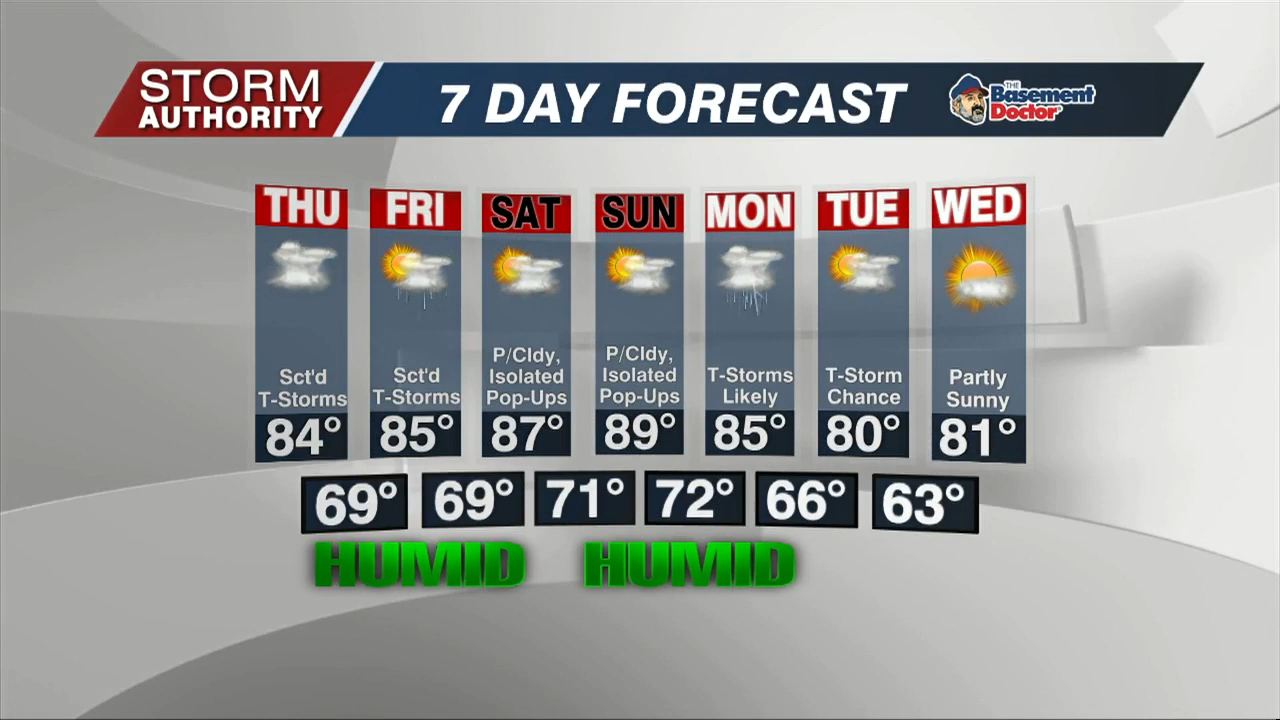 STORM
AUTHORITY
7 DAY FORECAST
THE
Basement
Doctor
THU
FRI
SAT
SUN
MON
TUE
WED
Sct'd
T-Storms
Sct'd
T-Storms
P/Cldy,
Isolated
Pop-Ups
P/Cldy,
Isolated
Pop-Ups
T-Storms
Likely
T-Storm
Chance
Partly
Sunny
84°
85°
87°
89°
85°
80°
81°
69°
69°
71°
72°
66°
63°
HUMID
HUMID